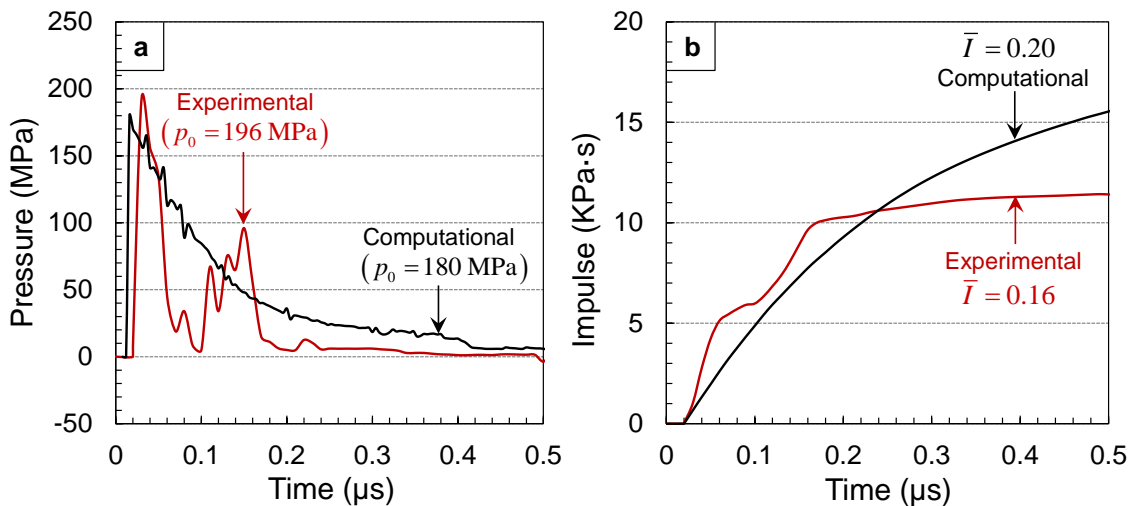 a
Pressure (MPa)
250
200
150
100
50
0
-50
Experimental
( p₀ = 196 MPa )
Computational
( p₀ = 180 MPa )
0 0.1 0.2 0.3 0.4 0.5
Time (µs)
b
Impulse (KPa·s)
20
15
10
5
0
I̅ = 0.20
Computational
Experimental
I̅ = 0.16
0 0.1 0.2 0.3 0.4 0.5
Time (µs)